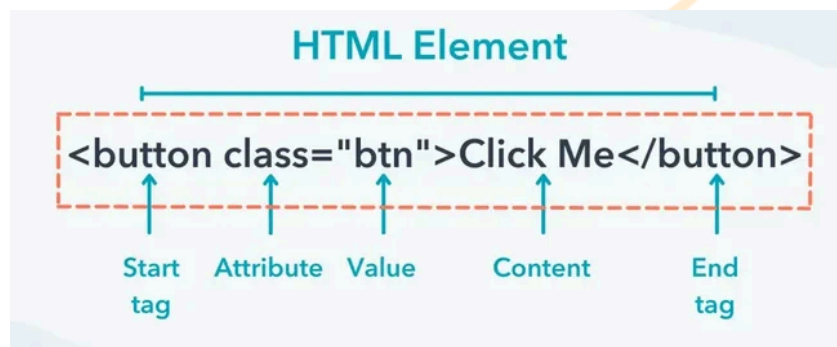 HTML Element
<button class="btn">Click Me</button>
Start tag
Attribute
Value
Content
End tag